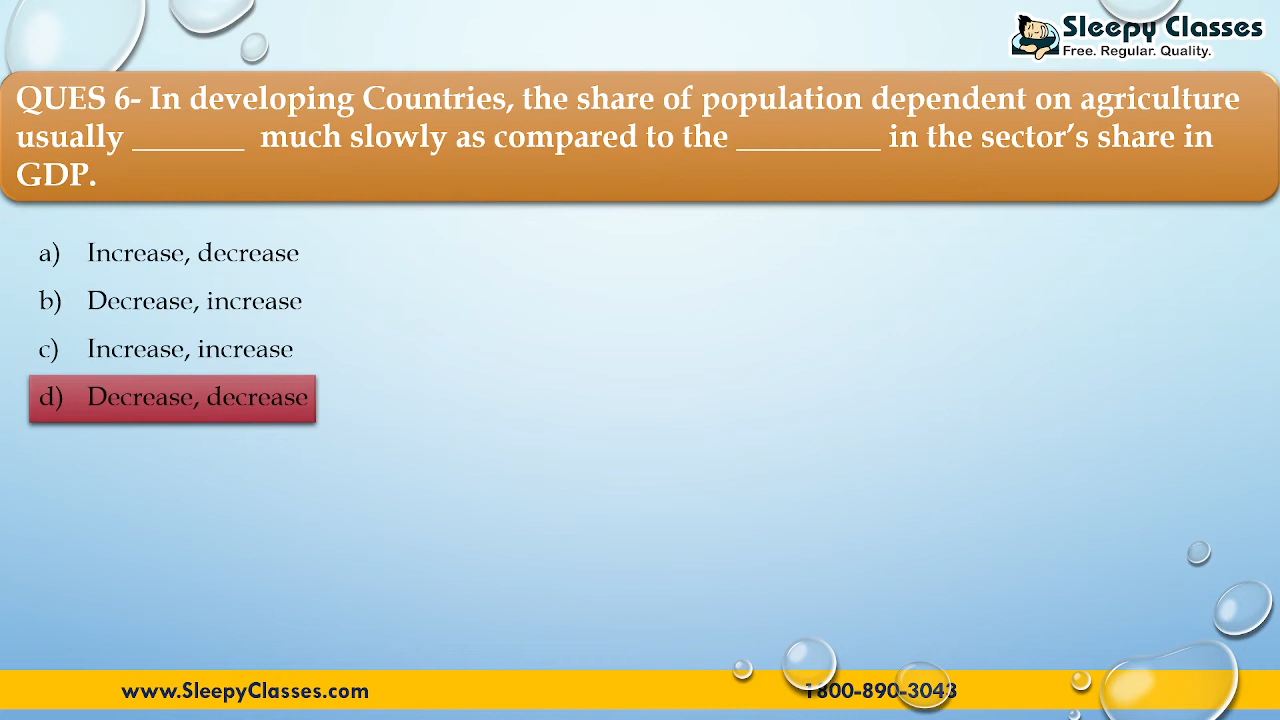 Sleepy Classes
Free. Regular. Quality.
QUES 6- In developing Countries, the share of population dependent on agriculture
usually _______ much slowly as compared to the _________ in the sector's share in
GDP.
a) Increase, decrease
b) Decrease, increase
c) Increase, increase
d) Decrease, decrease
www.SleepyClasses.com
1800-890-3043